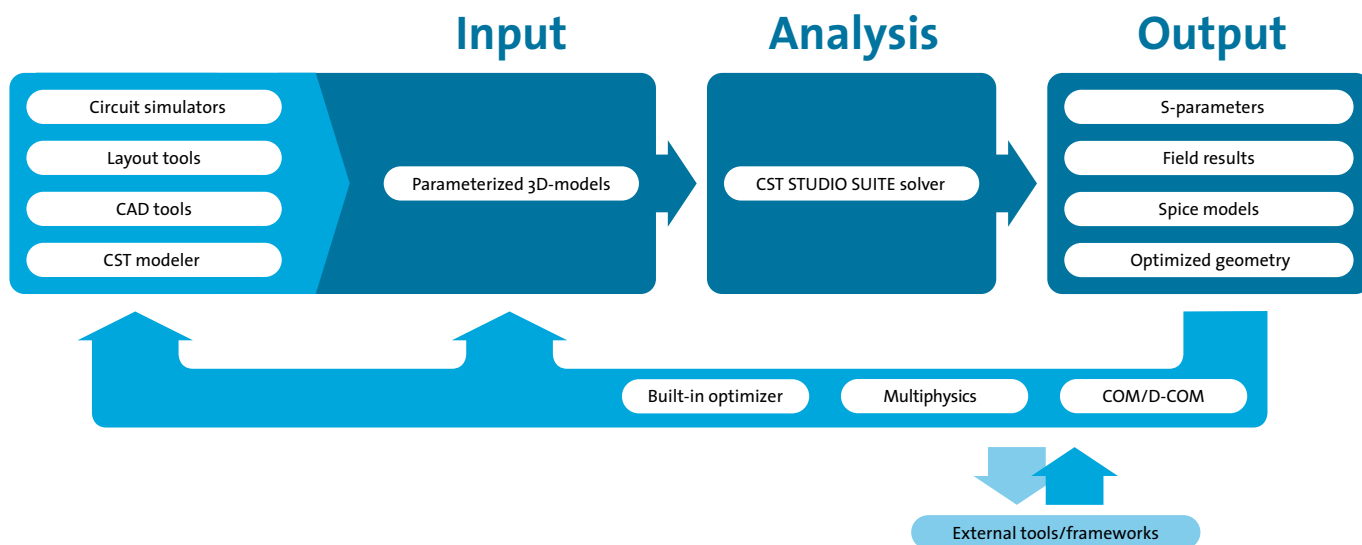 Input
Analysis
Output
Circuit simulators
Layout tools
CAD tools
CST modeler
Parameterized 3D-models
CST STUDIO SUITE solver
S-parameters
Field results
Spice models
Optimized geometry
Built-in optimizer
Multiphysics
COM/D-COM
External tools/frameworks